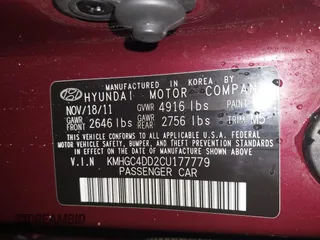 MANUFACTURED IN KOREA BY
HYUNDAI MOTOR COMPANY
NOV/18/11 GVWR 4916 lbs PAINT
GAWR FRONT 2646 lbs GAWR REAR 2756 lbs TRIM M5
THIS VEHICLE CONFORMS TO ALL APPLICABLE U.S. FEDERAL
MOTOR VEHICLE SAFETY, BUMPER, AND THEFT PREVENTION STANDARDS
IN EFFECT ON THE DATE OF MANUFACTURE SHOWN ABOVE.
V.I.N KMHGC4DD2CU177779
PASSENGER CAR